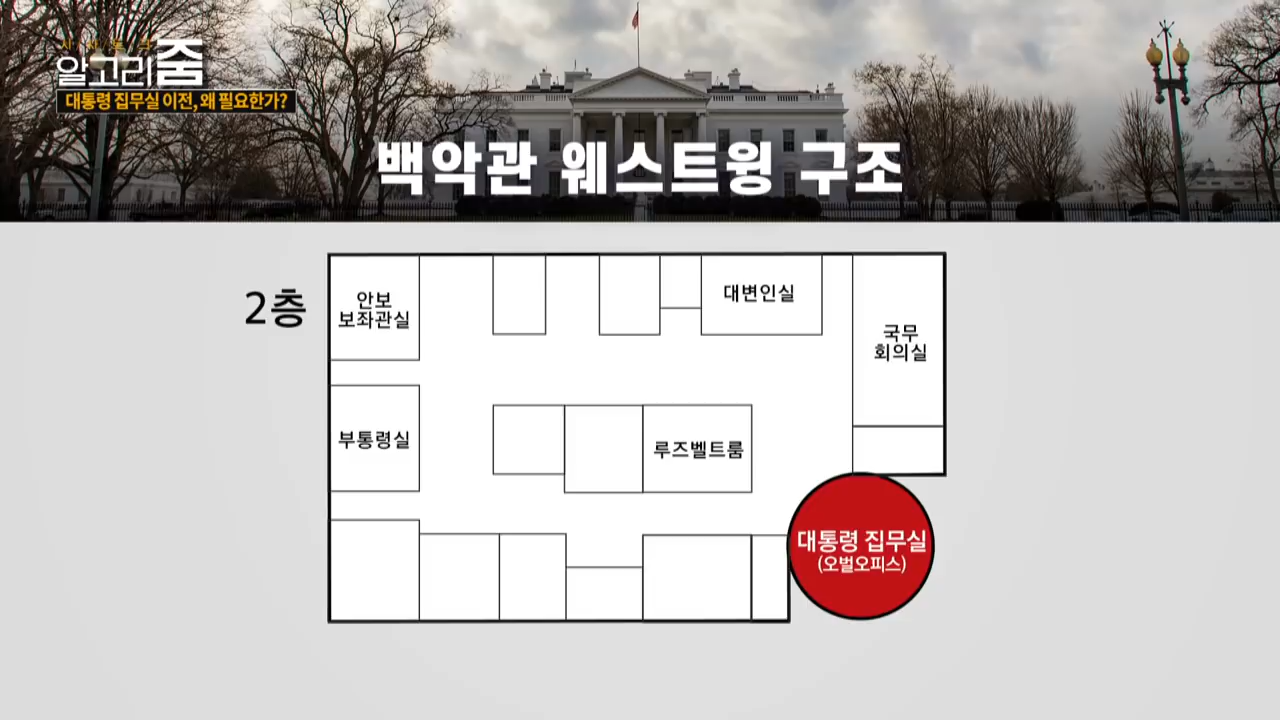 알고리줌
대통령 집무실 이전, 왜 필요한가?
백악관 웨스트윙 구조
2층
안보
보좌관실
대변인실
국무
회의실
부통령실
루즈벨트룸
대통령 집무실
(오벌오피스)